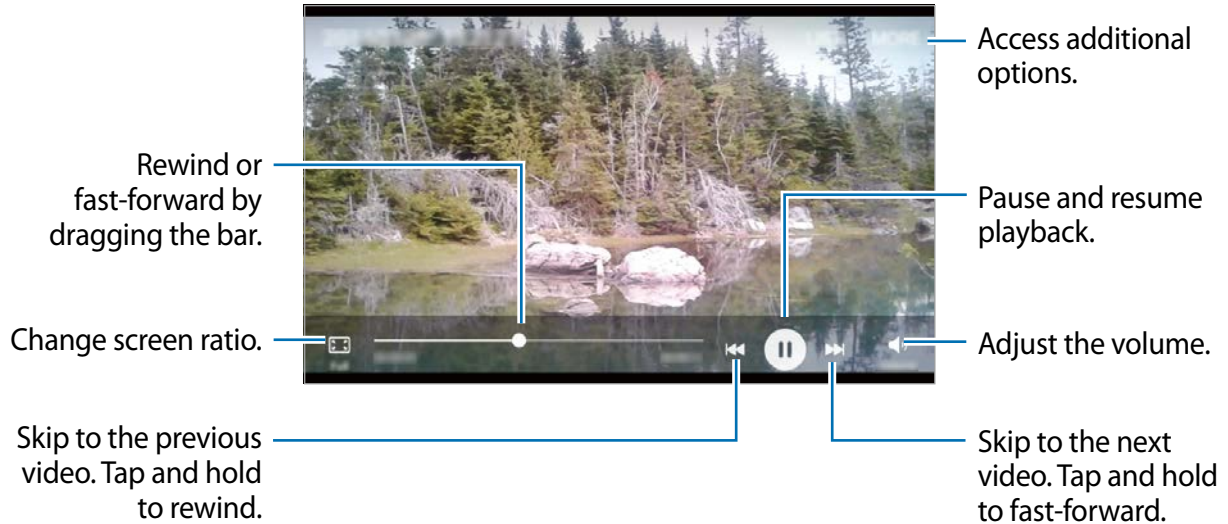 Access additional
options.
Rewind or
fast-forward by
dragging the bar.
Pause and resume
playback.
Change screen ratio.
Adjust the volume.
Skip to the previous
video. Tap and hold
to rewind.
Skip to the next
video. Tap and hold
to fast-forward.